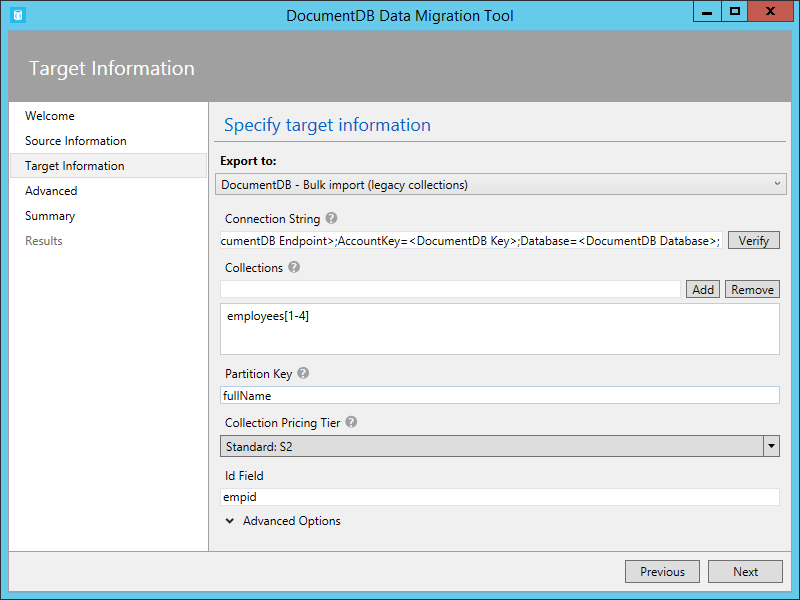 DocumentDB Data Migration Tool
Target Information
Welcome
Source Information
Target Information
Advanced
Summary
Results
Specify target information
Export to:
DocumentDB - Bulk import (legacy collections)
Connection String ?
cumentDB Endpoint>;AccountKey=<DocumentDB Key>;Database=<DocumentDB Database>; Verify
Collections ?
Add Remove
employees[1-4]
Partition Key ?
fullName
Collection Pricing Tier ?
Standard: S2
Id Field
empid
Advanced Options
Previous Next